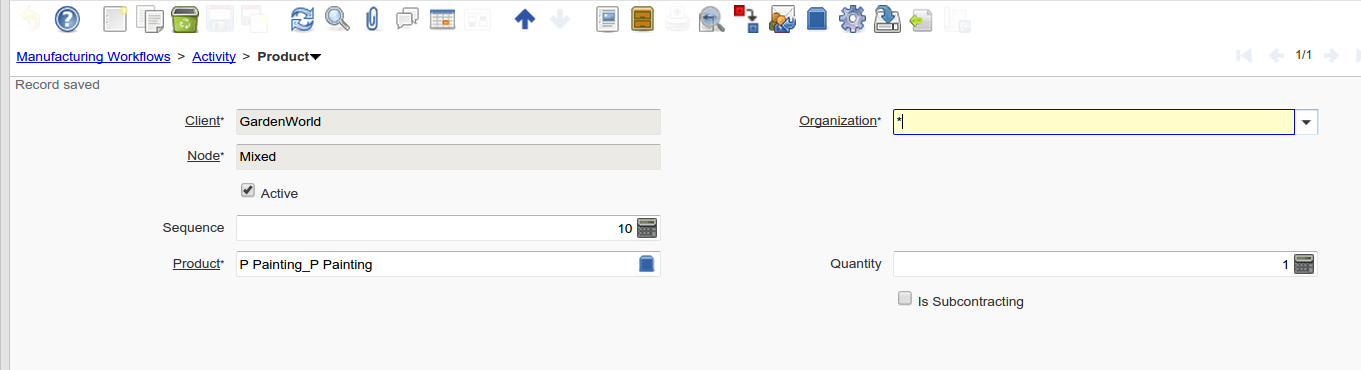 Manufacturing Workflows > Activity > Product
1/1
Record saved
Client* GardenWorld Organization* *
Node* Mixed
Active
Sequence 10
Product* P Painting_P Painting Quantity 1
Is Subcontracting